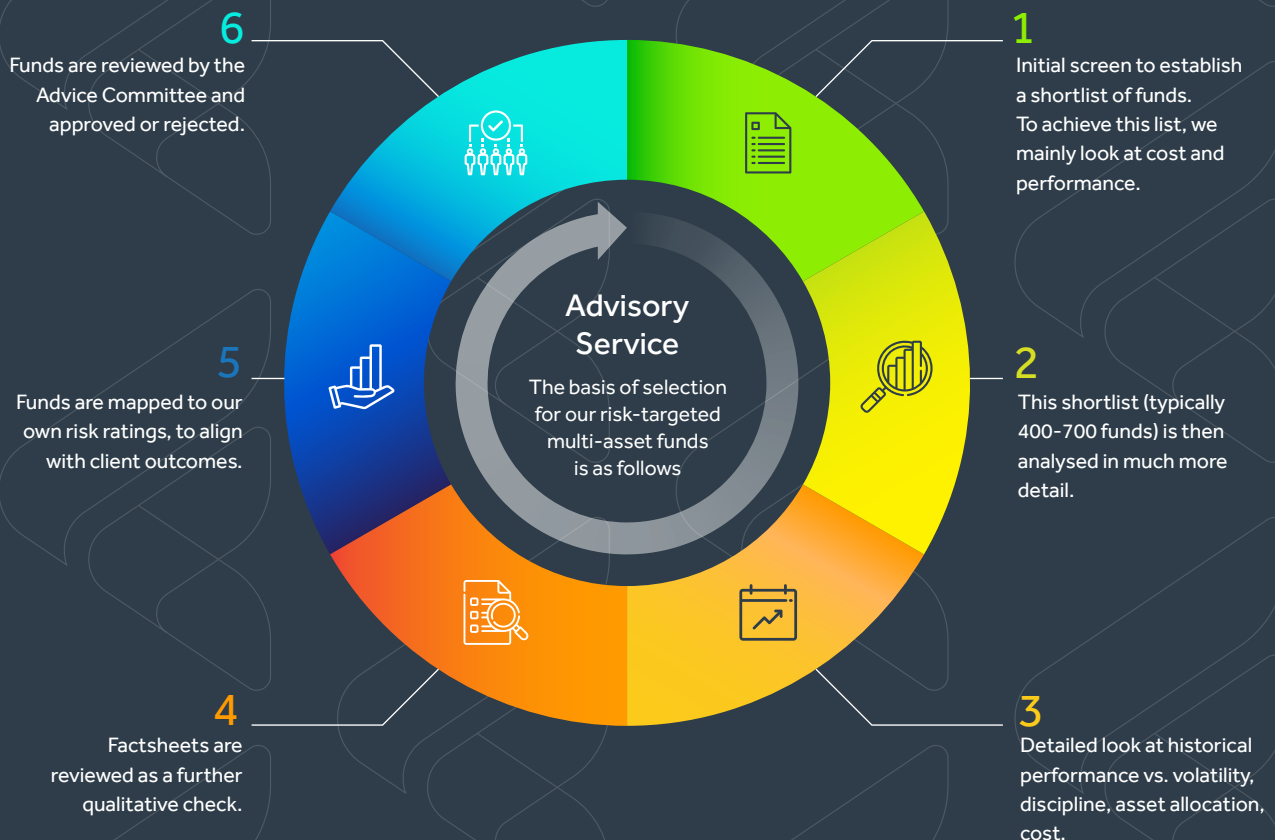 Advisory
Service
The basis of selection
for our risk-targeted
multi-asset funds
is as follows
1
Initial screen to establish
a shortlist of funds.
To achieve this list, we
mainly look at cost and
performance.
2
This shortlist (typically
400-700 funds) is then
analysed in much more
detail.
3
Detailed look at historical
performance vs. volatility,
discipline, asset allocation,
cost.
4
Factsheets are
reviewed as a further
qualitative check.
5
Funds are mapped to our
own risk ratings, to align
with client outcomes.
6
Funds are reviewed by the
Advice Committee and
approved or rejected.